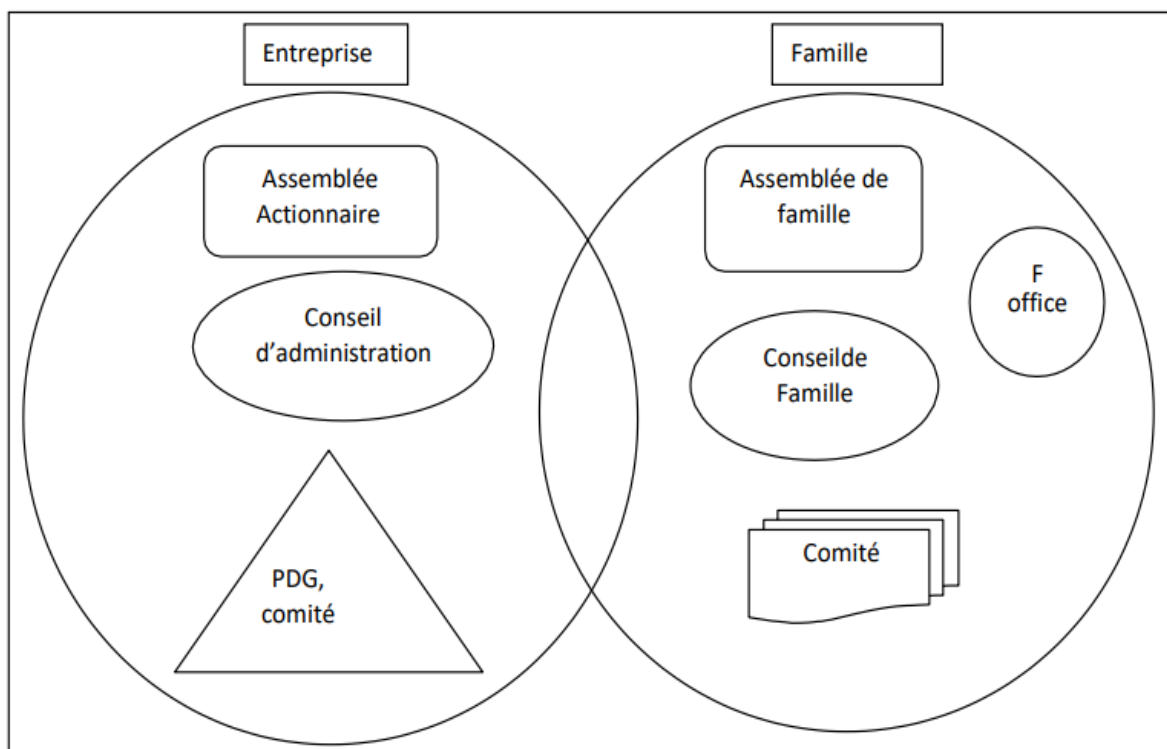 Entreprise
Famille
Assemblée
Actionnaire
Conseil
d’administration
PDG,
comité
Assemblée de
famille
F
office
Conseilde
Famille
Comité